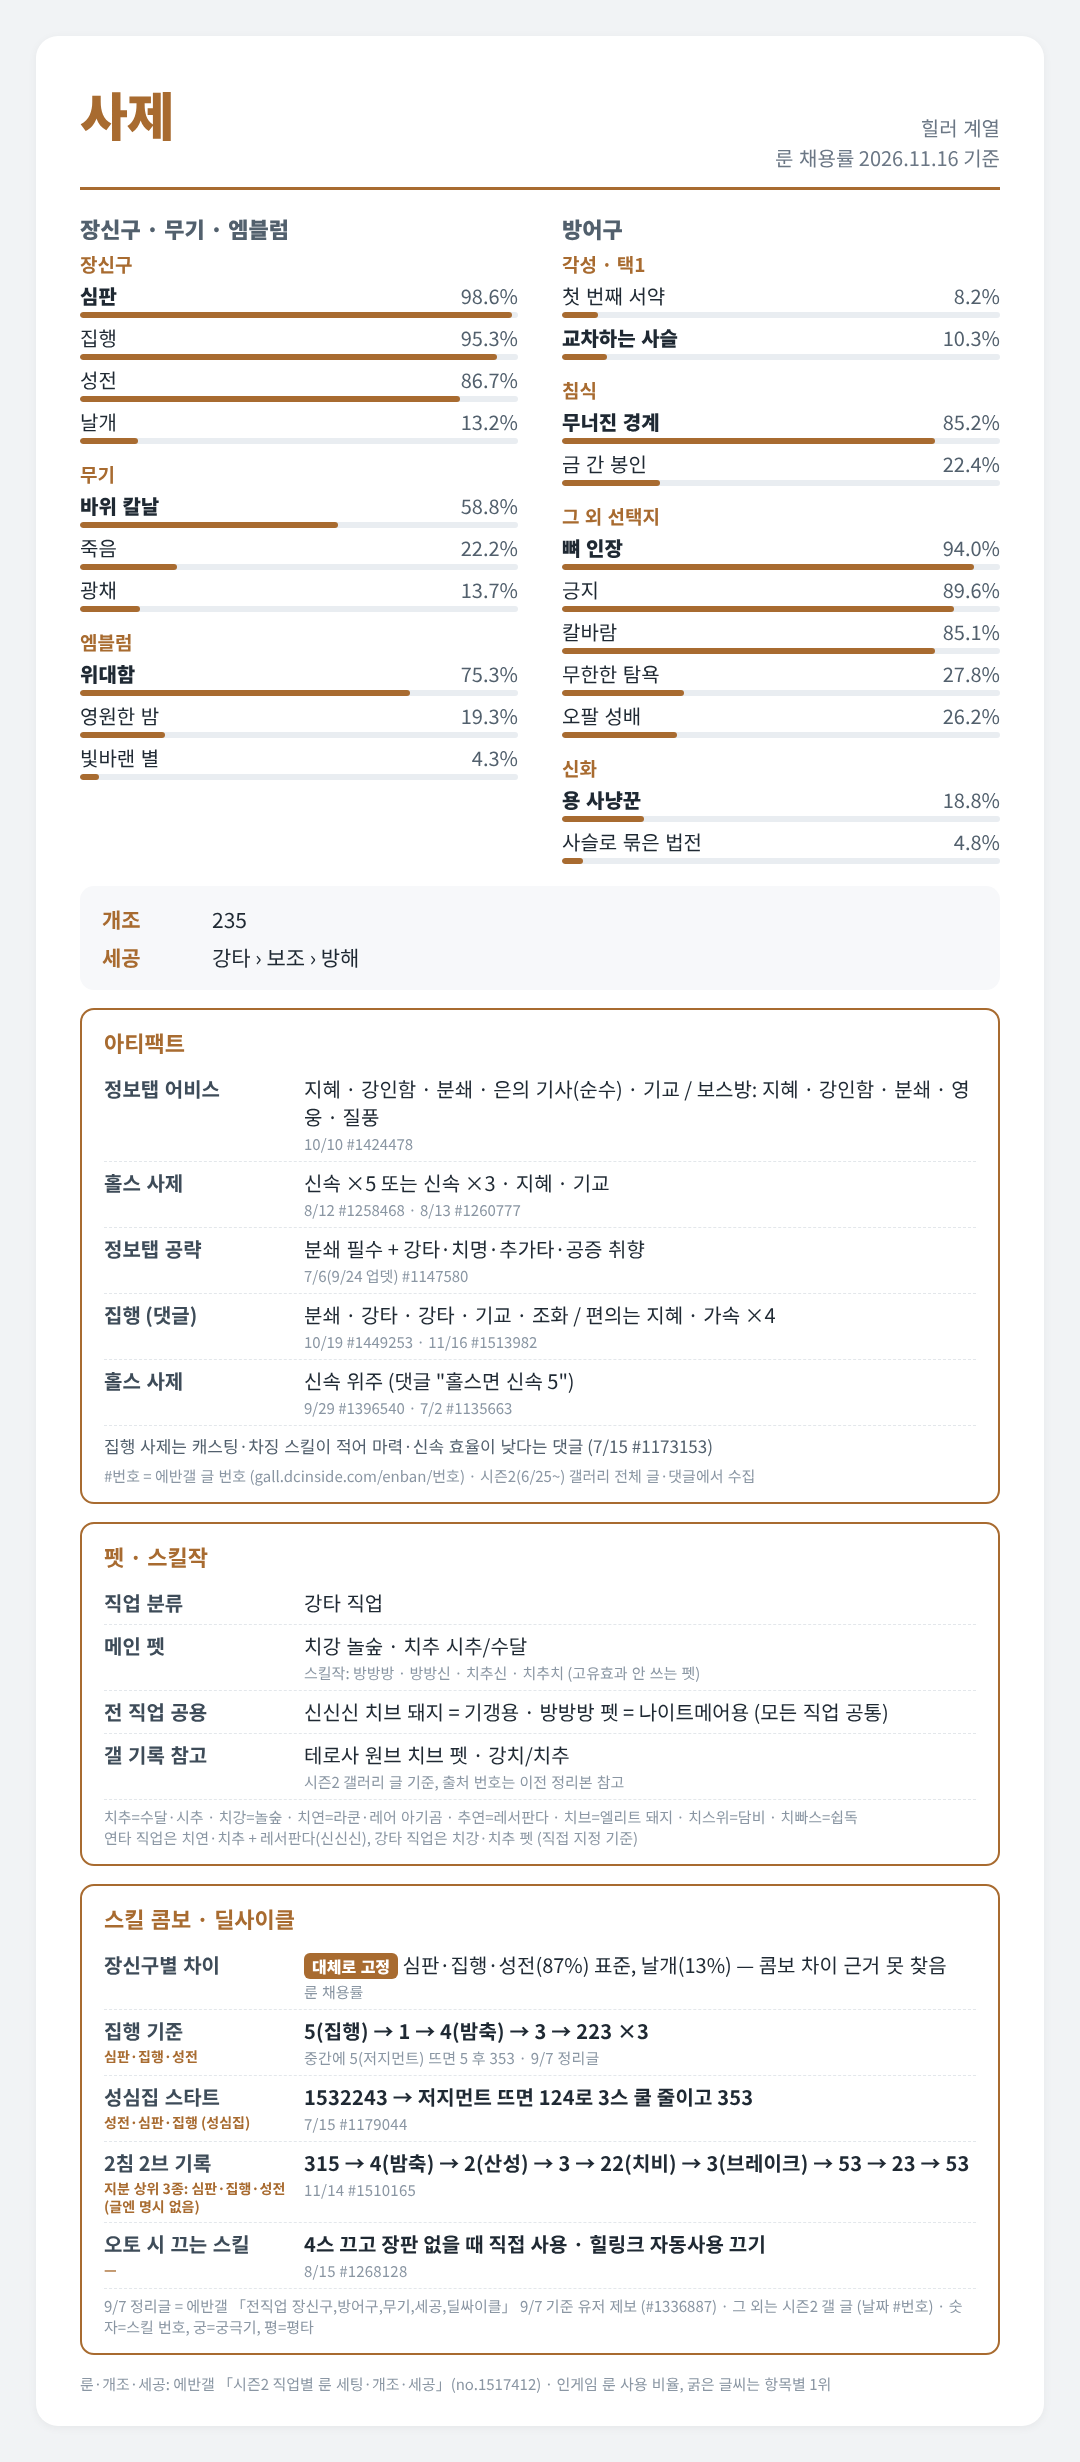 사제
힐러 계열
룬 채용률 2026.11.16 기준
장신구 · 무기 · 엠블럼
장신구
심판 98.6%
집행 95.3%
성전 86.7%
날개 13.2%
무기
바위 칼날 58.8%
죽음 22.2%
광채 13.7%
엠블럼
위대함 75.3%
영원한 밤 19.3%
빛바랜 별 4.3%
방어구
각성 · 택1
첫 번째 서약 8.2%
교차하는 사슬 10.3%
침식
무너진 경계 85.2%
금 간 봉인 22.4%
그 외 선택지
뼈 인장 94.0%
긍지 89.6%
칼바람 85.1%
무한한 탐욕 27.8%
오팔 성배 26.2%
신화
용 사냥꾼 18.8%
사슬로 묶은 법전 4.8%
개조 235
세공 강타 › 보조 › 방해
아티팩트
정보탭 어비스 지혜 · 강인함 · 분쇄 · 은의 기사(순수) · 기교 / 보스방: 지혜 · 강인함 · 분쇄 · 영
웅 · 질풍
10/10 #1424478
홀스 사제 신속 ×5 또는 신속 ×3 · 지혜 · 기교
8/12 #1258468 · 8/13 #1260777
정보탭 공략 분쇄 필수 + 강타·치명·추가타·공증 취향
7/6(9/24 업뎃) #1147580
집행 (댓글) 분쇄 · 강타 · 강타 · 기교 · 조화 / 편의는 지혜 · 가속 ×4
10/19 #1449253 · 11/16 #1513982
홀스 사제 신속 위주 (댓글 "홀스면 신속 5")
9/29 #1396540 · 7/2 #1135663
집행 사제는 캐스팅·차징 스킬이 적어 마력·신속 효율이 낮다는 댓글 (7/15 #1173153)
#번호 = 에반갤 글 번호 (gall.dcinside.com/enban/번호) · 시즌2(6/25~) 갤러리 전체 글·댓글에서 수집
펫 · 스킬작
직업 분류 강타 직업
메인 펫 치강 놀숲 · 치추 시추/수달
스킬작: 방방방 · 방방신 · 치추신 · 치추치 (고유효과 안 쓰는 펫)
전 직업 공용 신신신 치브 돼지 = 기갱용 · 방방방 펫 = 나이트메어용 (모든 직업 공통)
갤 기록 참고 테로사 원브 치브 펫 · 강치/치추
시즌2 갤러리 글 기준, 출처 번호는 이전 정리본 참고
치추=수달·시추 · 치강=놀숲 · 치연=라쿤·레어 아기곰 · 추연=레서판다 · 치브=엘리트 돼지 · 치스위=담비 · 치빠스=쉽독
연타 직업은 치연·치추 + 레서판다(신신신), 강타 직업은 치강·치추 펫 (직접 지정 기준)
스킬 콤보 · 딜사이클
장신구별 차이 대체로 고정 심판·집행·성전(87%) 표준, 날개(13%) — 콤보 차이 근거 못 찾음
룬 채용률
집행 기준 5(집행) → 1 → 4(밤축) → 3 → 223 ×3
심판·집행·성전 중간에 5(저지먼트) 뜨면 5 후 353 · 9/7 정리글
성심집 스타트 1532243 → 저지먼트 뜨면 124로 3스 쿨 줄이고 353
성전·심판·집행 (성심집) 7/15 #1179044
2침 2브 기록 315 → 4(밤축) → 2(산성) → 3 → 22(치비) → 3(브레이크) → 53 → 23 → 53
지분 상위 3종: 심판·집행·성전 11/14 #1510165
(글엔 명시 없음)
오토 시 끄는 스킬 4스 끄고 장판 없을 때 직접 사용 · 힐링크 자동사용 끄기
— 8/15 #1268128
9/7 정리글 = 에반갤 「전직업 장신구,방어구,무기,세공,딜싸이클」 9/7 기준 유저 제보 (#1336887) · 그 외는 시즌2 갤 글 (날짜 #번호) · 숫
자=스킬 번호, 궁=궁극기, 평=평타
룬·개조·세공: 에반갤 「시즌2 직업별 룬 세팅·개조·세공」(no.1517412) · 인게임 룬 사용 비율, 굵은 글씨는 항목별 1위